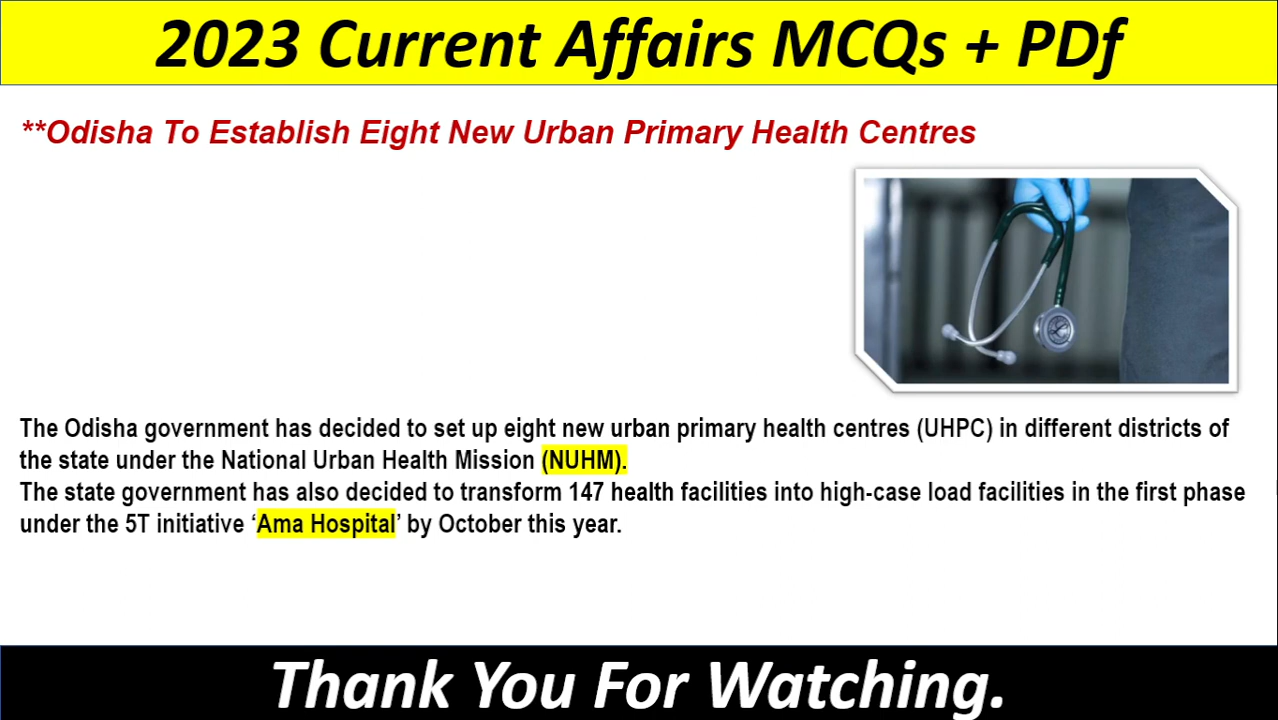 2023 Current Affairs MCQs + PDf
**Odisha To Establish Eight New Urban Primary Health Centres
The Odisha government has decided to set up eight new urban primary health centres (UHPC) in different districts of
the state under the National Urban Health Mission (NUHM).
The state government has also decided to transform 147 health facilities into high-case load facilities in the first phase
under the 5T initiative ‘Ama Hospital’ by October this year.
Thank You For Watching.